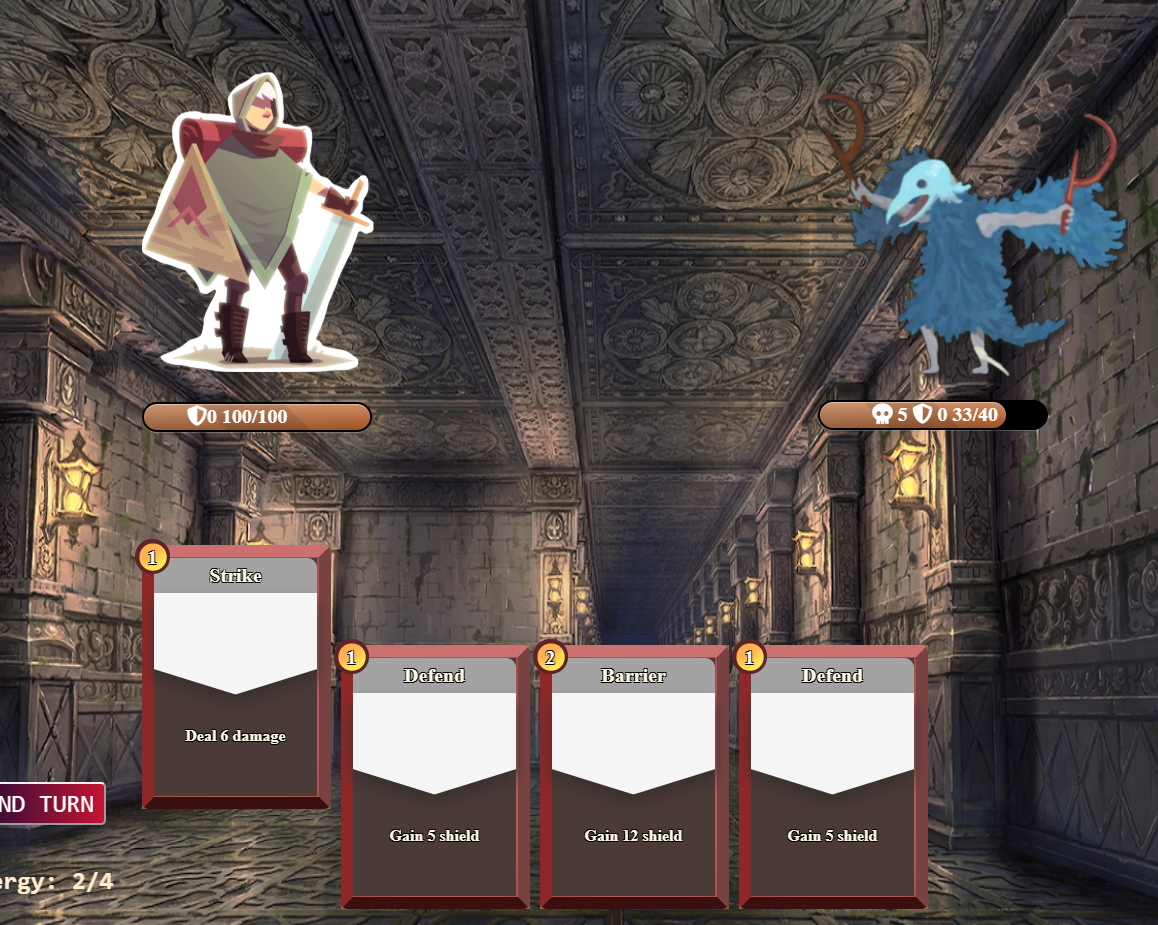 0 100/100
5 0 33/40
1
Strike
Deal 6 damage
1
Defend
Gain 5 shield
2
Barrier
Gain 12 shield
1
Defend
Gain 5 shield
ND TURN
ergy: 2/4